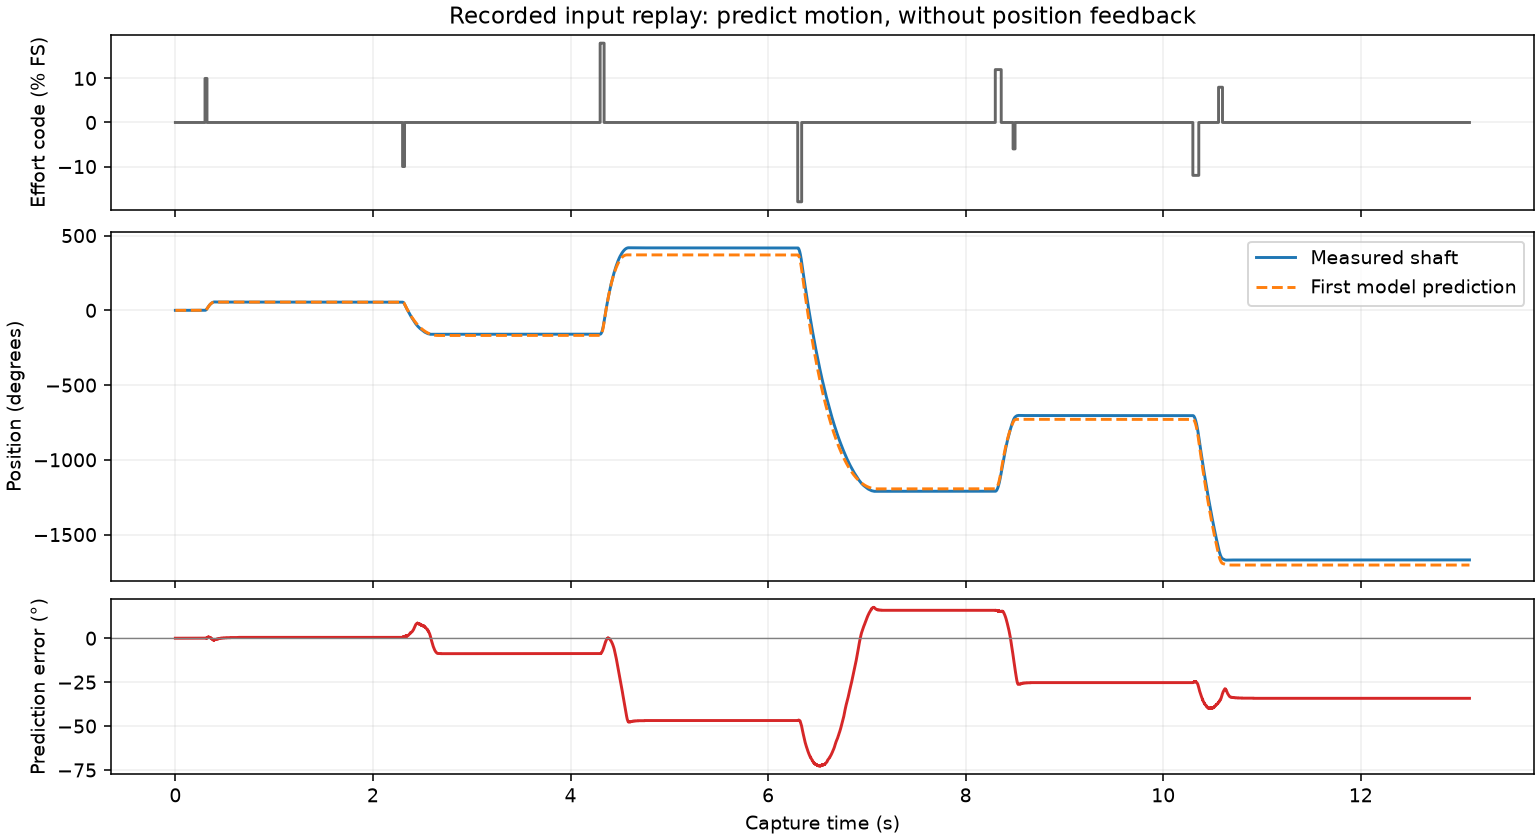 Recorded input replay: predict motion, without position feedback
Effort code (% FS)
10
0
−10
Position (degrees)
500
0
−500
−1000
−1500
Measured shaft
First model prediction
Prediction error (°)
0
−25
−50
−75
0 2 4 6 8 10 12
Capture time (s)